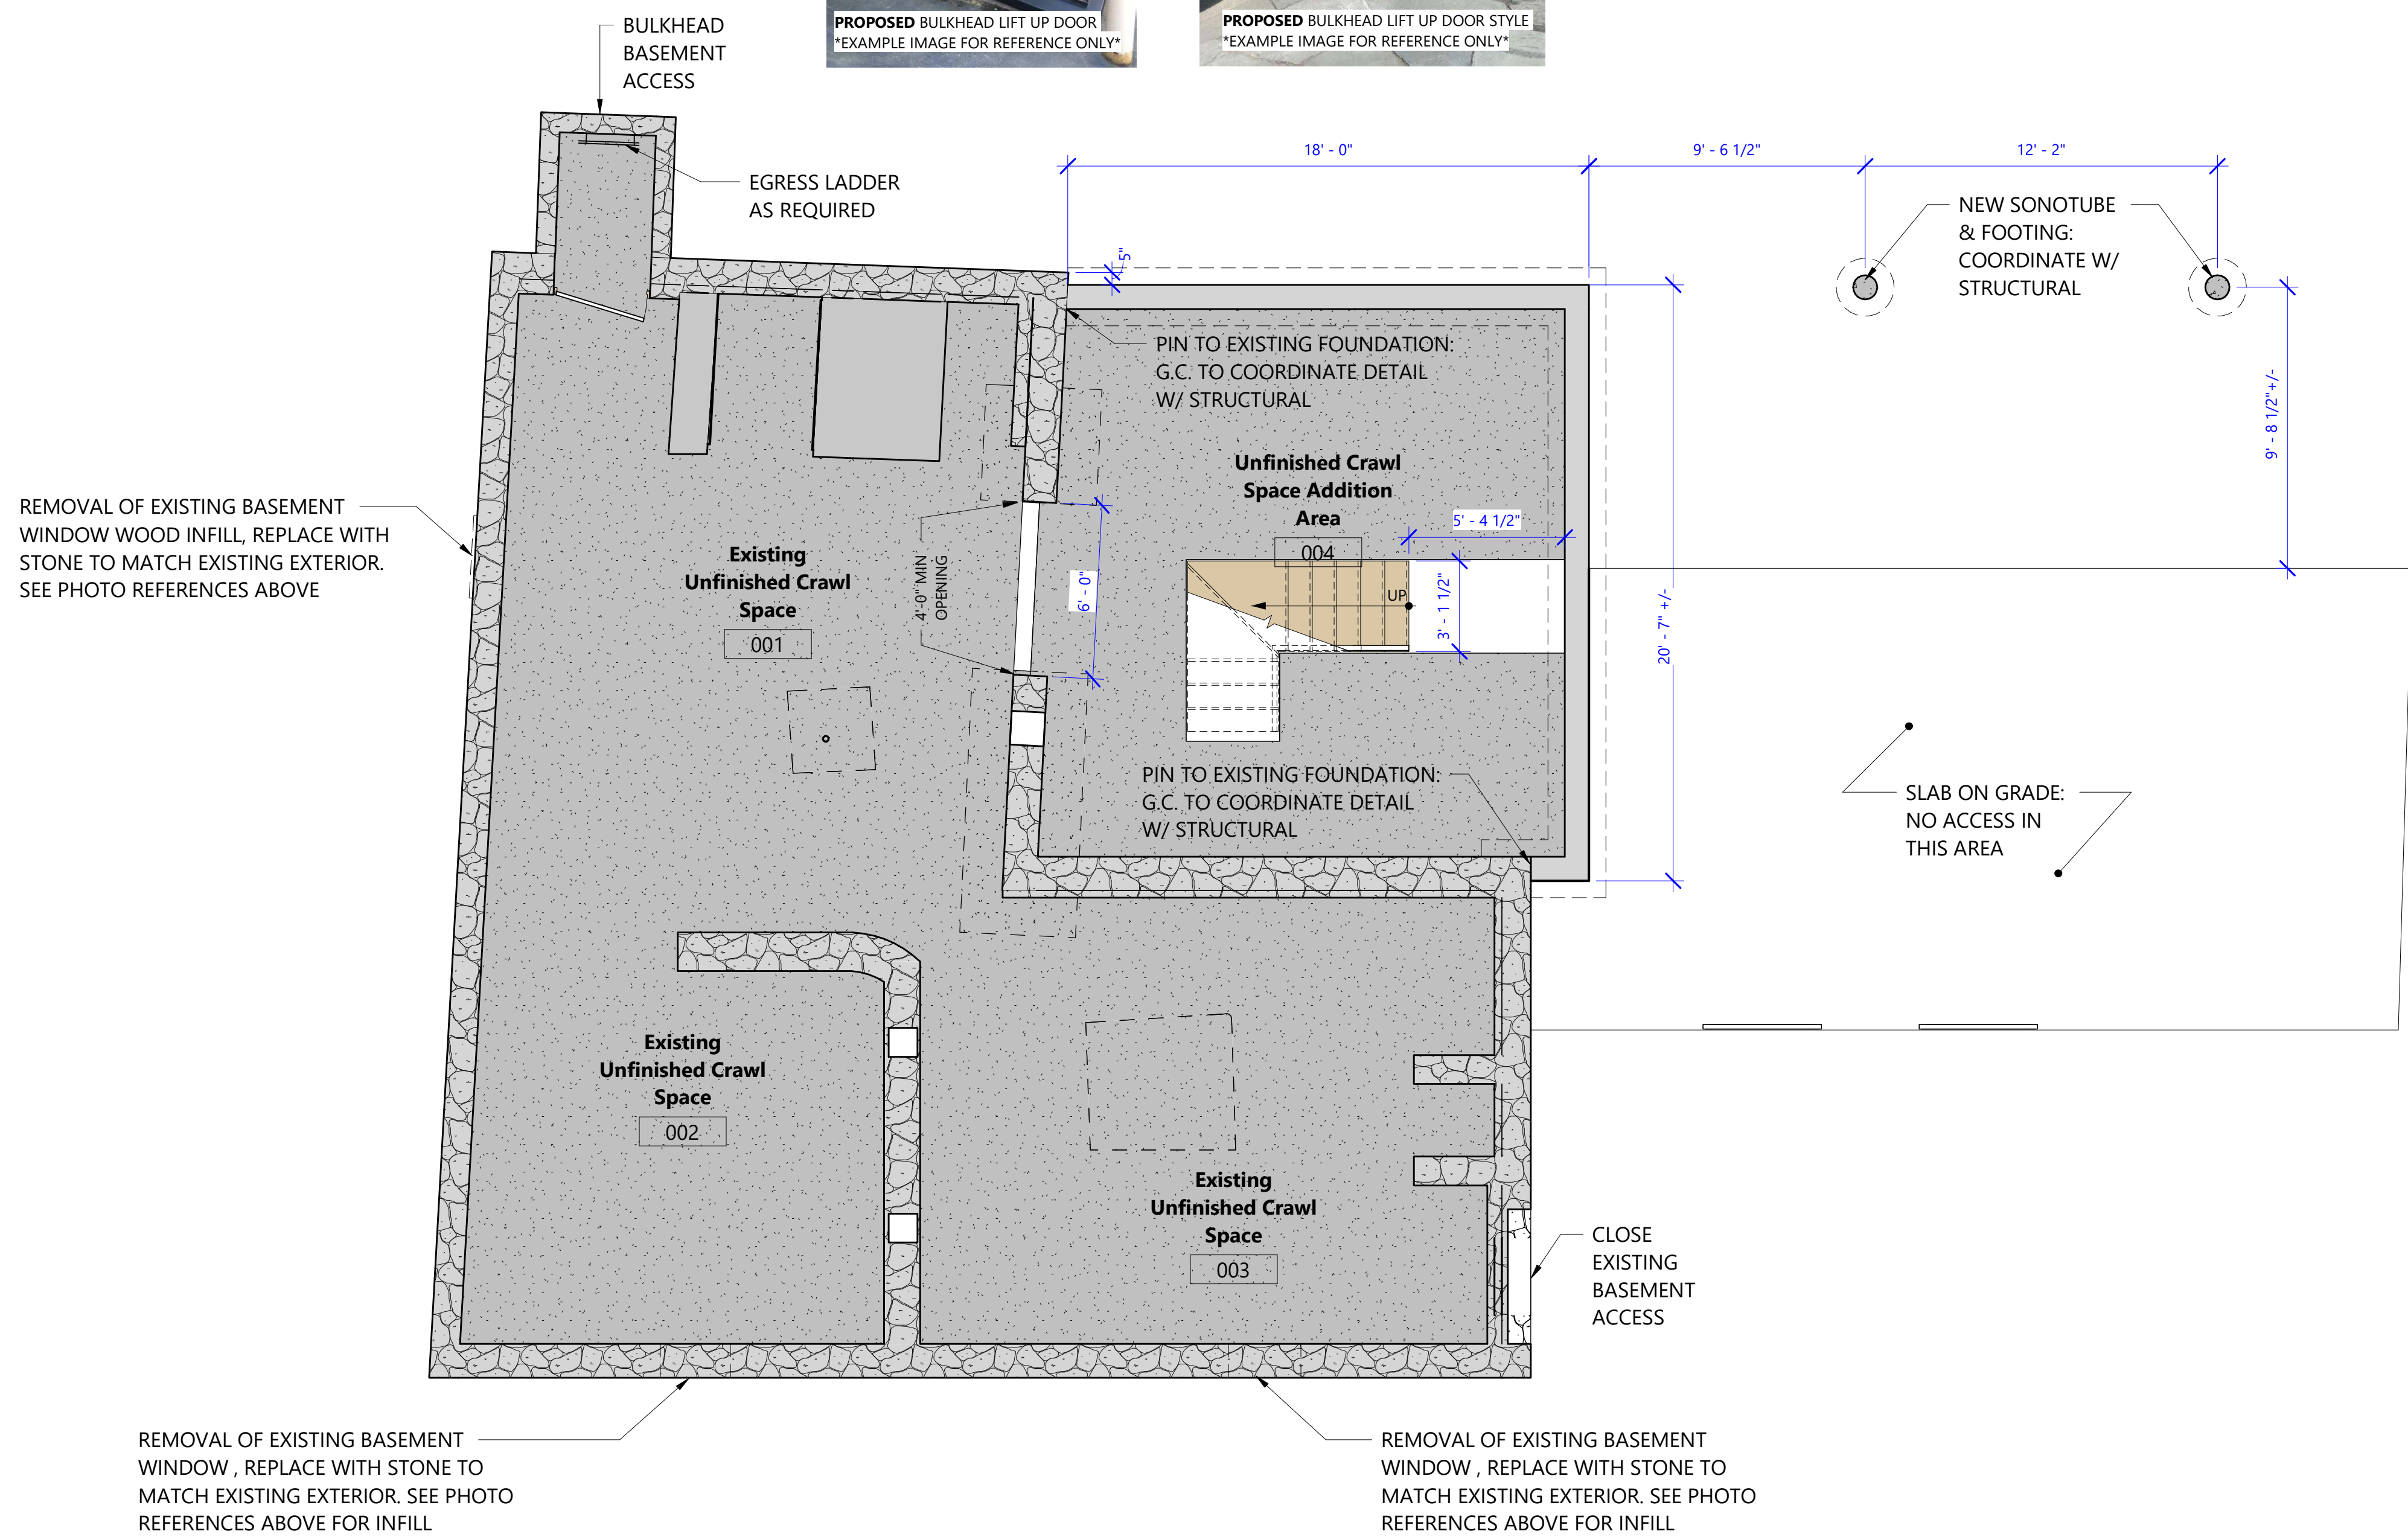 BULKHEAD
BASEMENT
ACCESS
PROPOSED BULKHEAD LIFT UP DOOR
*EXAMPLE IMAGE FOR REFERENCE ONLY*
PROPOSED BULKHEAD LIFT UP DOOR STYLE
*EXAMPLE IMAGE FOR REFERENCE ONLY*
EGRESS LADDER
AS REQUIRED
18' - 0"
9' - 6 1/2"
12' - 2"
NEW SONOTUBE
& FOOTING:
COORDINATE W/
STRUCTURAL
5"
PIN TO EXISTING FOUNDATION:
G.C. TO COORDINATE DETAIL
W/ STRUCTURAL
9' - 8 1/2"+/-
REMOVAL OF EXISTING BASEMENT
WINDOW WOOD INFILL, REPLACE WITH
STONE TO MATCH EXISTING EXTERIOR.
SEE PHOTO REFERENCES ABOVE
Existing
Unfinished Crawl
Space
001
4'-0" MIN
OPENING
6' - 0"
Unfinished Crawl
Space Addition
Area
004
5' - 4 1/2"
UP
3' - 1 1/2"
20' - 7" +/-
PIN TO EXISTING FOUNDATION:
G.C. TO COORDINATE DETAIL
W/ STRUCTURAL
SLAB ON GRADE:
NO ACCESS IN
THIS AREA
Existing
Unfinished Crawl
Space
002
Existing
Unfinished Crawl
Space
003
CLOSE
EXISTING
BASEMENT
ACCESS
REMOVAL OF EXISTING BASEMENT
WINDOW , REPLACE WITH STONE TO
MATCH EXISTING EXTERIOR. SEE PHOTO
REFERENCES ABOVE FOR INFILL
REMOVAL OF EXISTING BASEMENT
WINDOW , REPLACE WITH STONE TO
MATCH EXISTING EXTERIOR. SEE PHOTO
REFERENCES ABOVE FOR INFILL